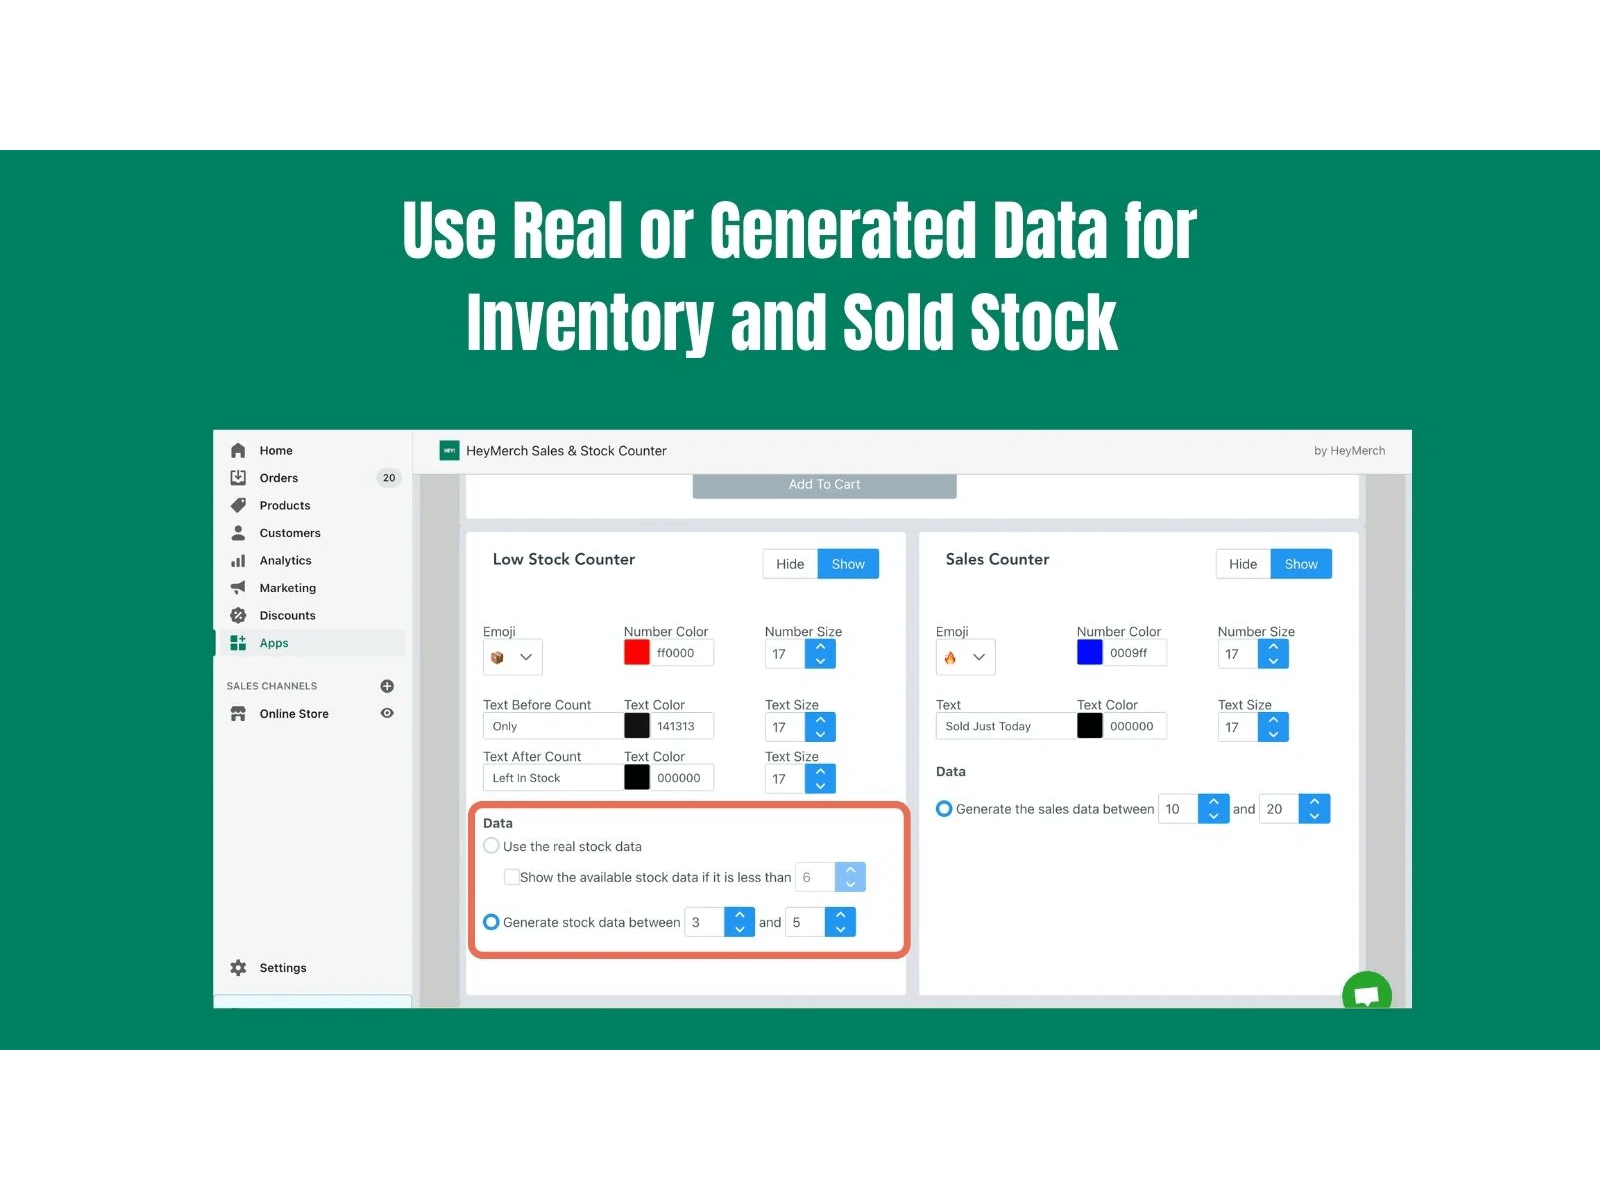 Use Real or Generated Data for
Inventory and Sold Stock
Home
Orders 20
Products
Customers
Analytics
Marketing
Discounts
Apps
SALES CHANNELS
Online Store
Settings
HEY!
HeyMerch Sales & Stock Counter
by HeyMerch
Add To Cart
Low Stock Counter
Hide Show
Emoji Number Color Number Size
ff0000 17
Text Before Count Text Color Text Size
Only 141313 17
Text After Count Text Color Text Size
Left In Stock 000000 17
Data
Use the real stock data
Show the available stock data if it is less than 6
Generate stock data between 3 and 5
Sales Counter
Hide Show
Emoji Number Color Number Size
0009ff 17
Text Text Color Text Size
Sold Just Today 000000 17
Data
Generate the sales data between 10 and 20